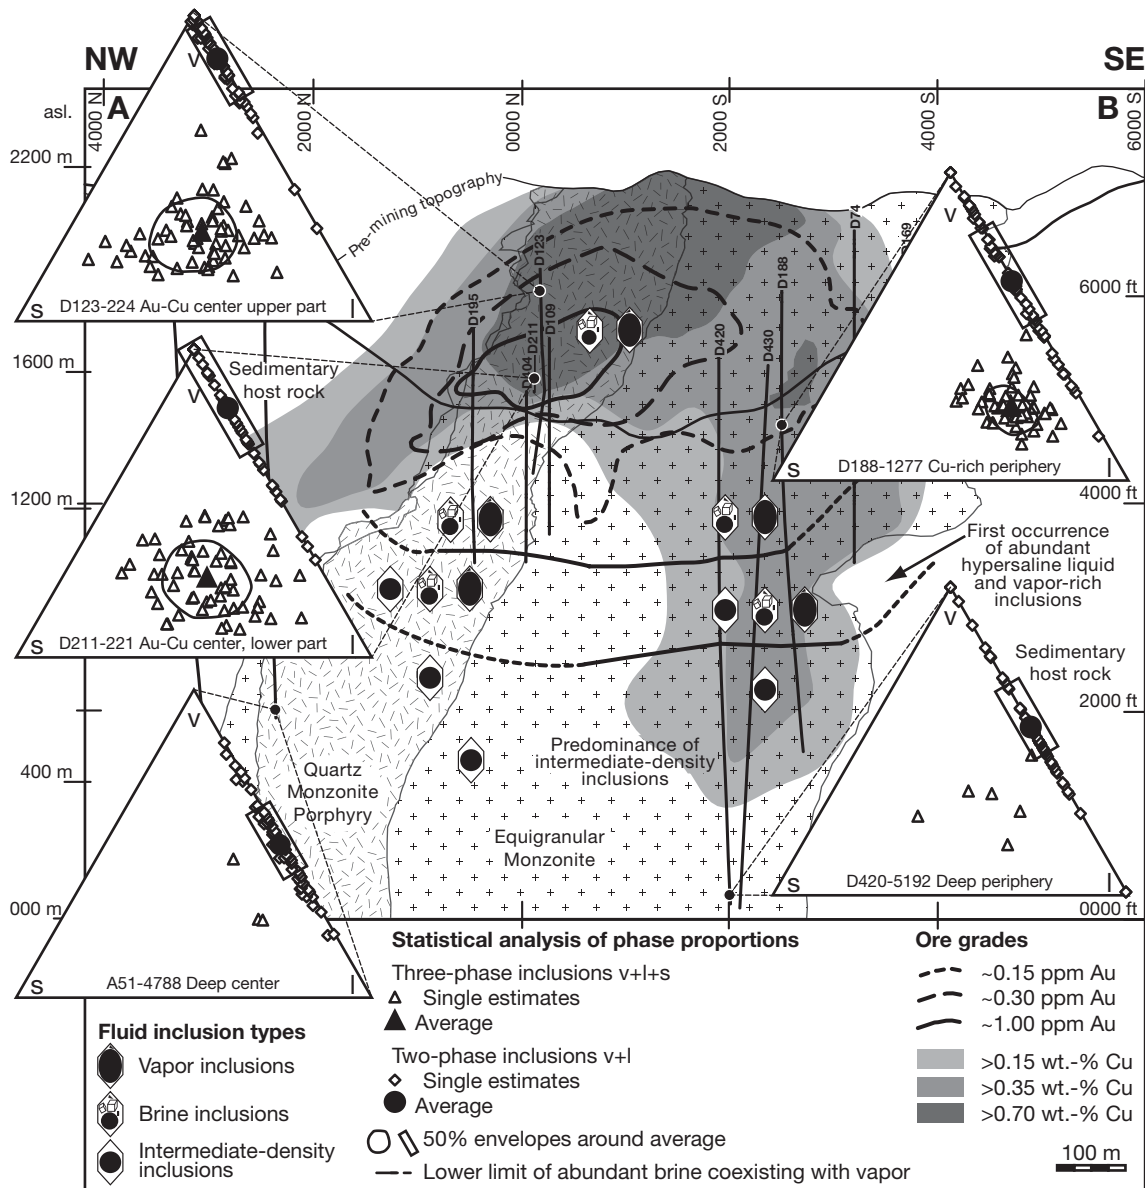 NW
SE
A
B
asl.
4000 N
2000 N
0000 N
2000 S
4000 S
6000 S
2200 m
1600 m
1200 m
400 m
000 m
6000 ft
4000 ft
2000 ft
0000 ft
Pre-mining topography
V
S
l
D123-224 Au-Cu center upper part
V
S
l
D211-221 Au-Cu center, lower part
V
S
l
A51-4788 Deep center
V
S
l
D188-1277 Cu-rich periphery
V
S
l
D420-5192 Deep periphery
D195
D123
D109
D211
D104
D420
D430
D188
D74
Sedimentary
host rock
First occurrence
of abundant
hypersaline liquid
and vapor-rich
inclusions
Sedimentary
host rock
Quartz
Monzonite
Porphyry
Predominance of
intermediate-density
inclusions
Equigranular
Monzonite
Fluid inclusion types
Vapor inclusions
Brine inclusions
Intermediate-density
inclusions
Statistical analysis of phase proportions
Three-phase inclusions v+l+s
Single estimates
Average
Two-phase inclusions v+l
Single estimates
Average
50% envelopes around average
Lower limit of abundant brine coexisting with vapor
Ore grades
~0.15 ppm Au
~0.30 ppm Au
~1.00 ppm Au
>0.15 wt.-% Cu
>0.35 wt.-% Cu
>0.70 wt.-% Cu
100 m